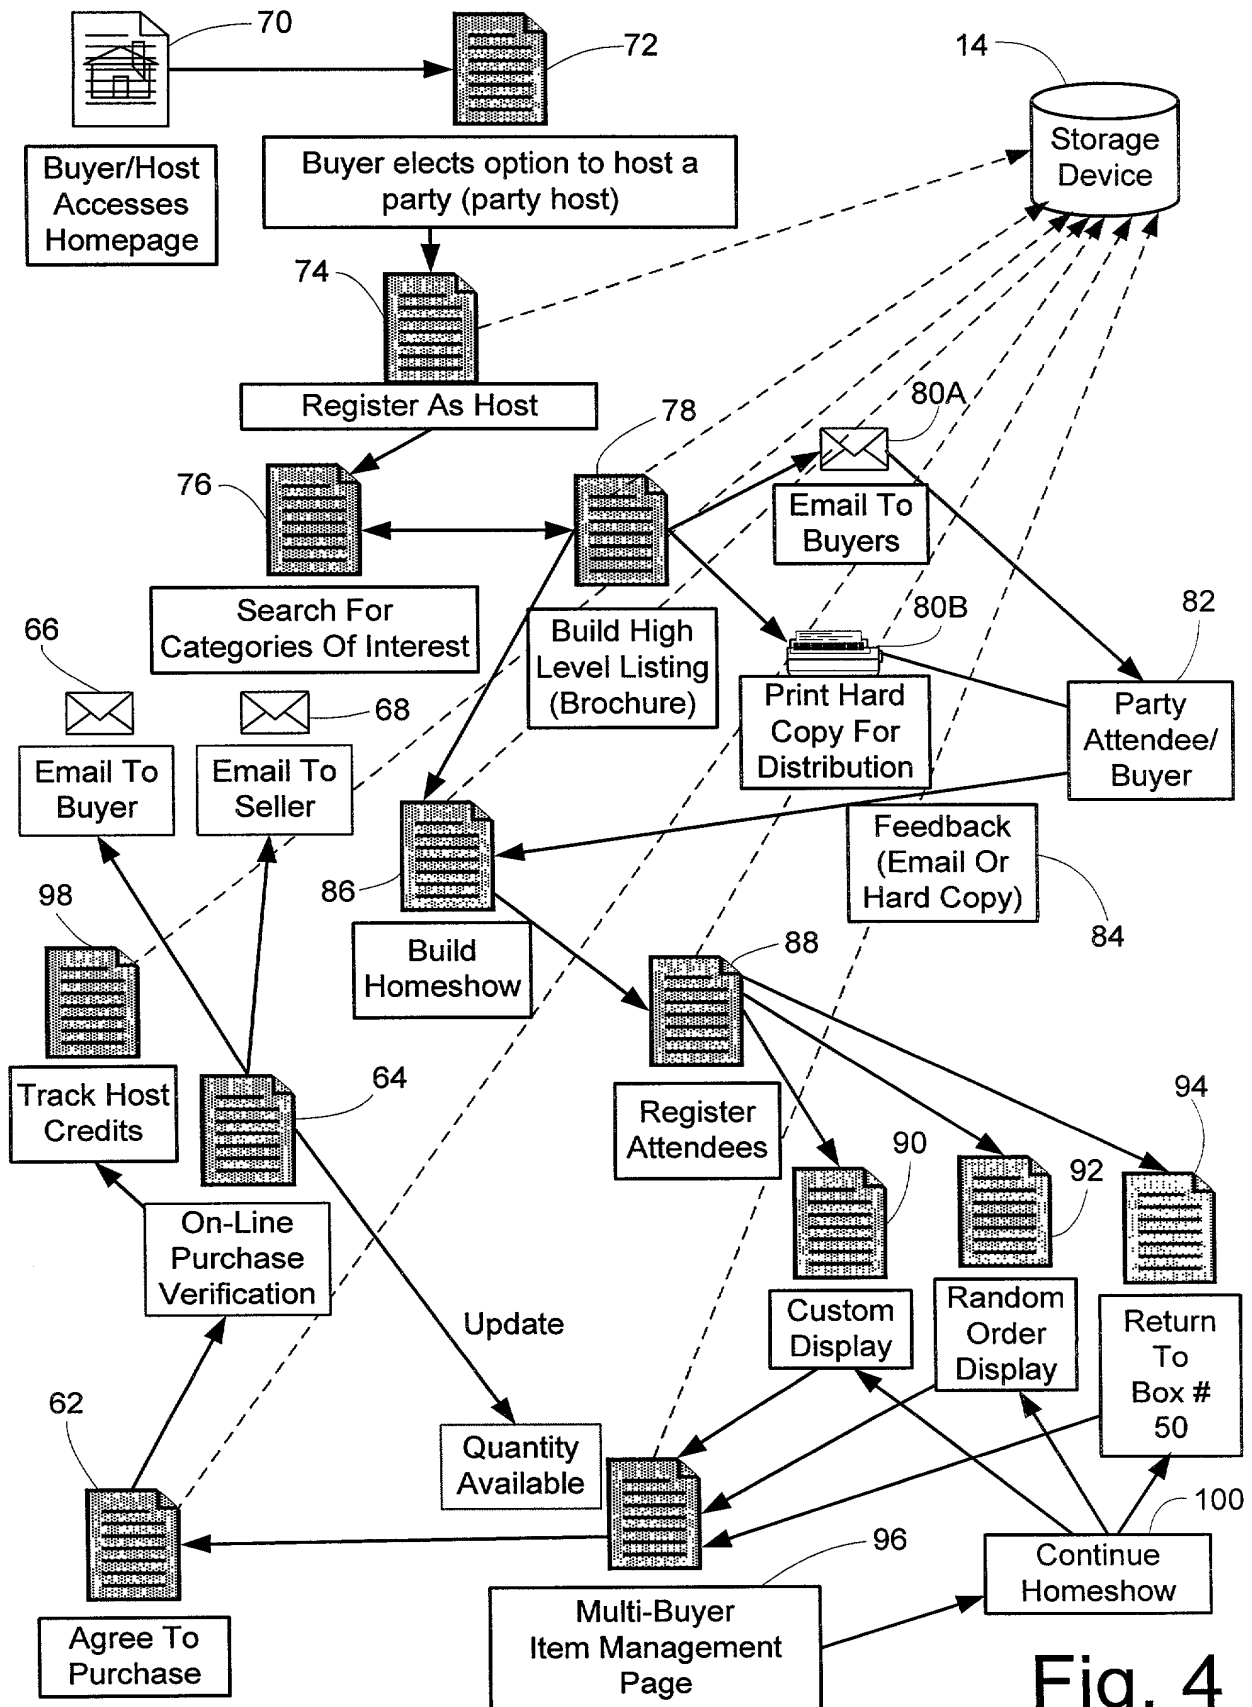 70
72
14
Storage
Device
Buyer/Host
Accesses
Homepage
Buyer elects option to host a
party (party host)
74
Register As Host
78
80A
76
Email To
Buyers
Search For
Categories Of Interest
Build High
Level Listing
(Brochure)
80B
82
66
68
Print Hard
Copy For
Distribution
Party
Attendee/
Buyer
Email To
Buyer
Email To
Seller
86
Feedback
(Email Or
Hard Copy)
84
98
Build
Homeshow
88
Track Host
Credits
64
Register
Attendees
90
92
94
On-Line
Purchase
Verification
Update
Custom
Display
Random
Order
Display
Return
To
Box #
50
62
Quantity
Available
100
96
Continue
Homeshow
Agree To
Purchase
Multi-Buyer
Item Management
Page
Fig. 4